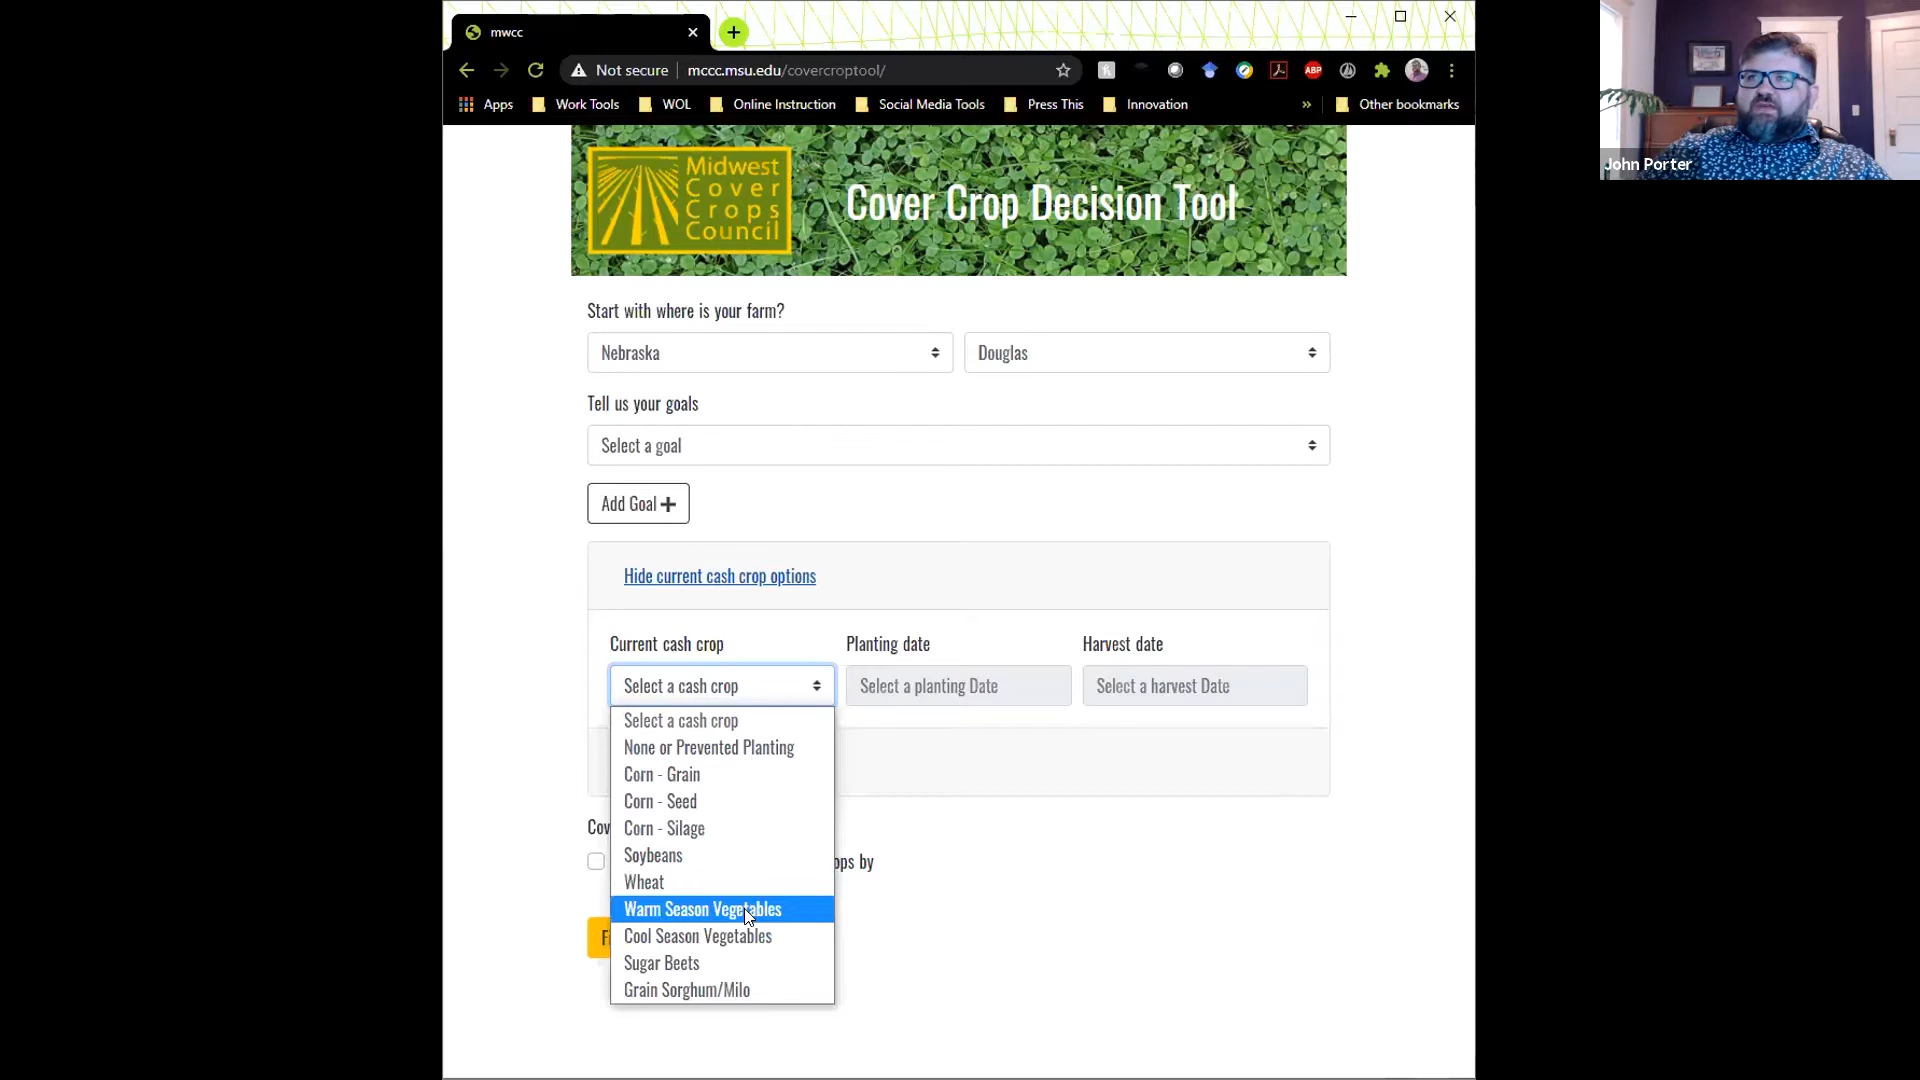 mwcc
Not secure
mccc.msu.edu/covercroptool/
ABP
Apps
Work Tools
WOL
Online Instruction
Social Media Tools
Press This
Innovation
»
Other bookmarks
John Porter
Midwest
Cover
Crops
Council
Cover Crop Decision Tool
Start with where is your farm?
Nebraska
Douglas
Tell us your goals
Select a goal
Add Goal +
Hide current cash crop options
Current cash crop
Planting date
Harvest date
Select a cash crop
Select a planting Date
Select a harvest Date
Select a cash crop
None or Prevented Planting
Corn - Grain
Corn - Seed
Corn - Silage
Soybeans
Wheat
Warm Season Vegetables
Cool Season Vegetables
Sugar Beets
Grain Sorghum/Milo
Cov
ops by